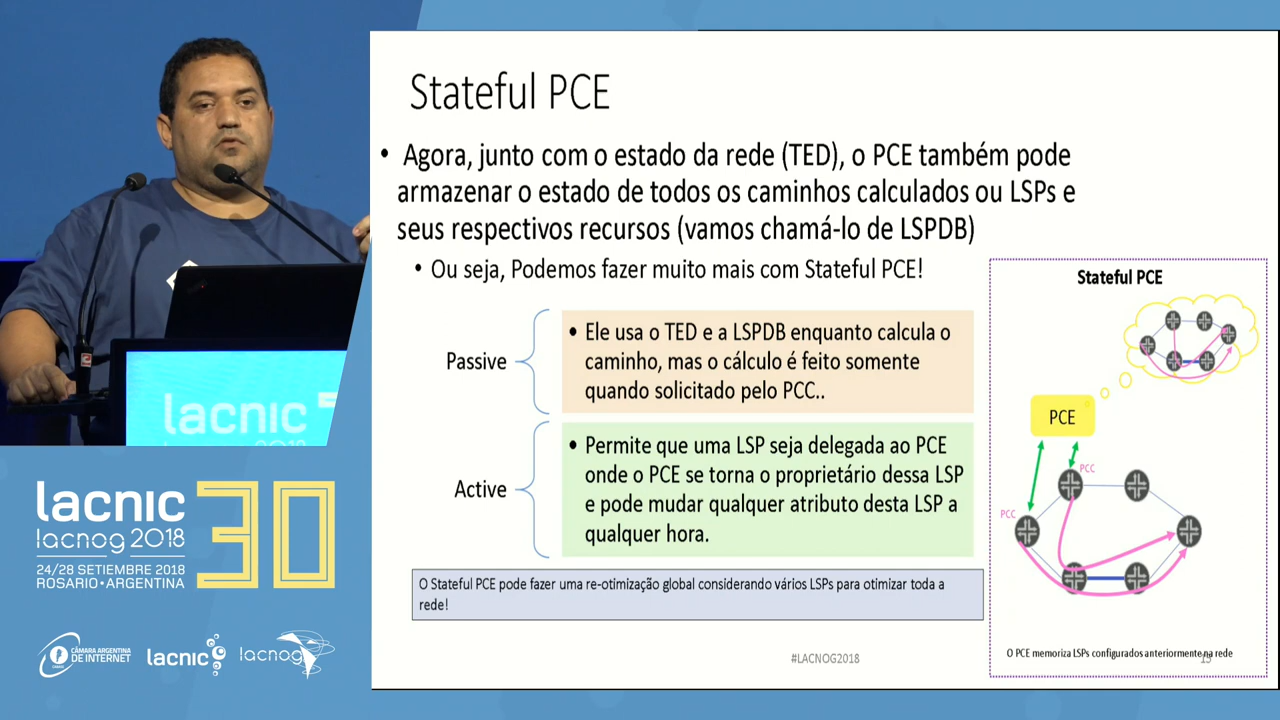 Stateful PCE
• Agora, junto com o estado da rede (TED), o PCE também pode
armazenar o estado de todos os caminhos calculados ou LSPs e
seus respectivos recursos (vamos chamá-lo de LSPDB)
• Ou seja, Podemos fazer muito mais com Stateful PCE!
Passive
• Ele usa o TED e a LSPDB enquanto calcula o
caminho, mas o cálculo é feito somente
quando solicitado pelo PCC..
Active
• Permite que uma LSP seja delegada ao PCE
onde o PCE se torna o proprietário dessa LSP
e pode mudar qualquer atributo desta LSP a
qualquer hora.
O Stateful PCE pode fazer uma re-otimização global considerando vários LSPs para otimizar toda a
rede!
Stateful PCE
PCE
PCC
PCC
O PCE memoriza LSPs configurados anteriormente na rede
#LACNOG2018
13
lacnic
2018
lacnic
lacnog 2018
24/28 SETIEMBRE 2018
ROSARIO • ARGENTINA
30
CÁMARA ARGENTINA
DE INTERNET
lacnic
lacnog